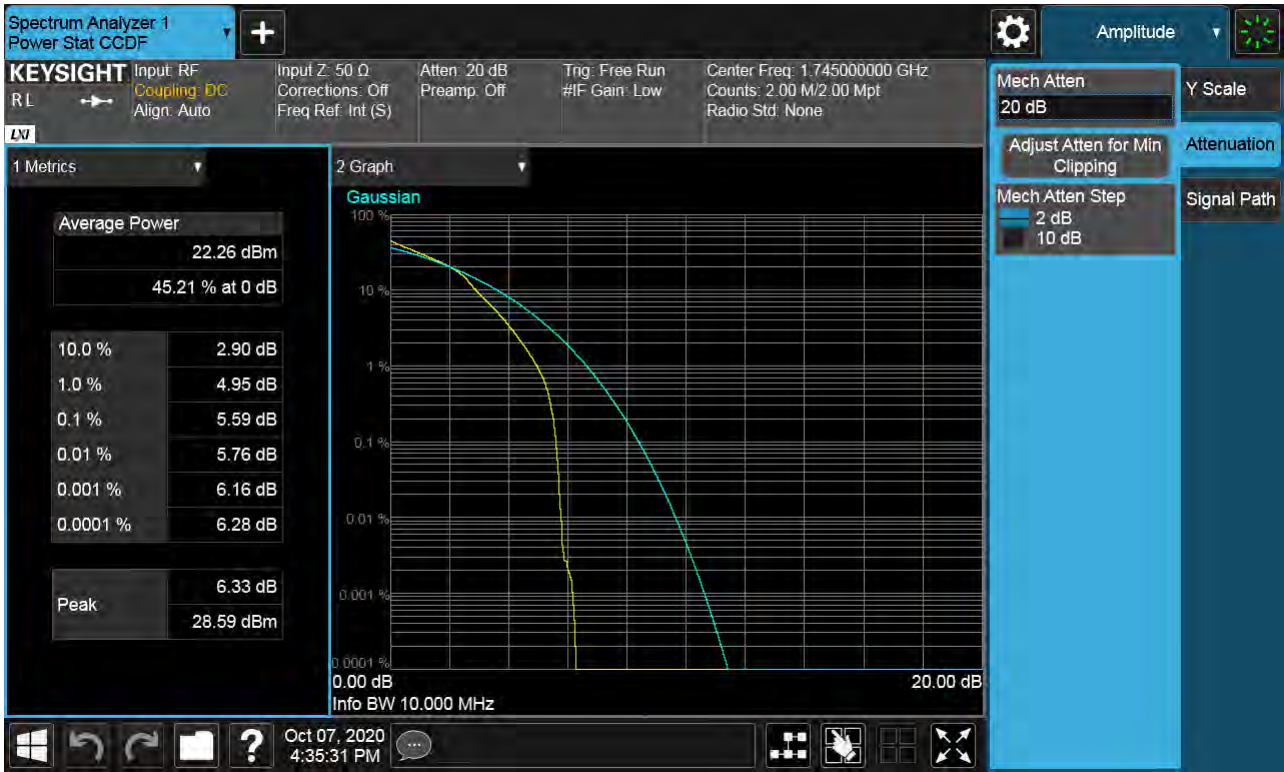 Spectrum Analyzer 1
Power Stat CCDF
Amplitude
KEYSIGHT
RL
LXI
Input: RF
Coupling: DC
Align: Auto
Input Z: 50 Ω
Corrections: Off
Freq Ref: Int (S)
Atten: 20 dB
Preamp: Off
Trig: Free Run
#IF Gain: Low
Center Freq: 1.745000000 GHz
Counts: 2.00 M/2.00 Mpt
Radio Std: None
1 Metrics
Average Power
22.26 dBm
45.21 % at 0 dB
10.0 % 2.90 dB
1.0 % 4.95 dB
0.1 % 5.59 dB
0.01 % 5.76 dB
0.001 % 6.16 dB
0.0001 % 6.28 dB
Peak
6.33 dB
28.59 dBm
2 Graph
Gaussian
100 %
10 %
1 %
0.1 %
0.01 %
0.001 %
0.0001 %
0.00 dB 20.00 dB
Info BW 10.000 MHz
Mech Atten
20 dB
Adjust Atten for Min
Clipping
Mech Atten Step
2 dB
10 dB
Y Scale
Attenuation
Signal Path
?
Oct 07, 2020
4:35:31 PM